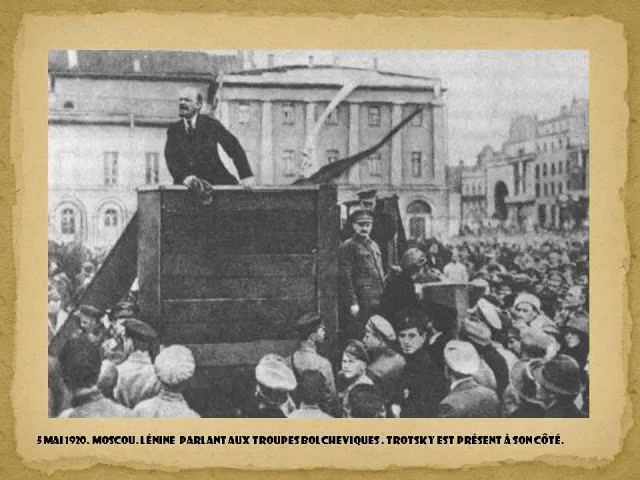 5 MAI 1920. MOSCOU. LÉNINE PARLANT AUX TROUPES BOLCHEVIQUES. TROTSKY EST PRÉSENT À SON CÔTÉ.